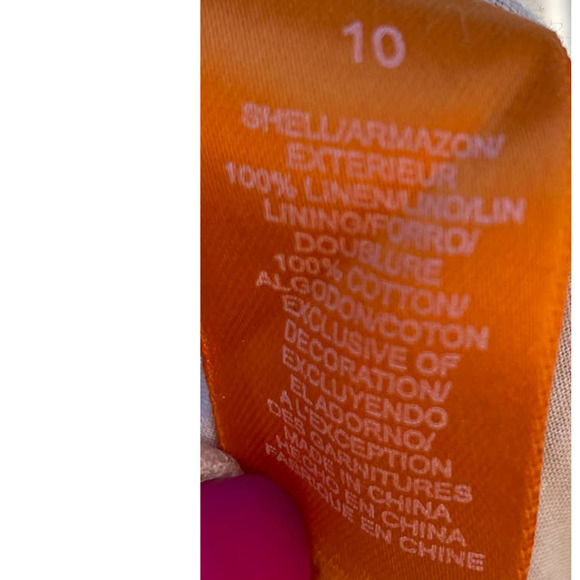 10
SHELL/ARMAZON/
EXTERIEUR
100% LINEN/LINO/LIN
LINING/FORRO/
DOUBLURE
100% COTTON/
ALGODON/COTON
EXCLUSIVE OF
DECORATION/
EXCLUYENDO
EL ADORNO/
A L'EXCEPTION
DES GARNITURES
MADE IN CHINA
HECHO EN CHINA
FABRIQUE EN CHINE